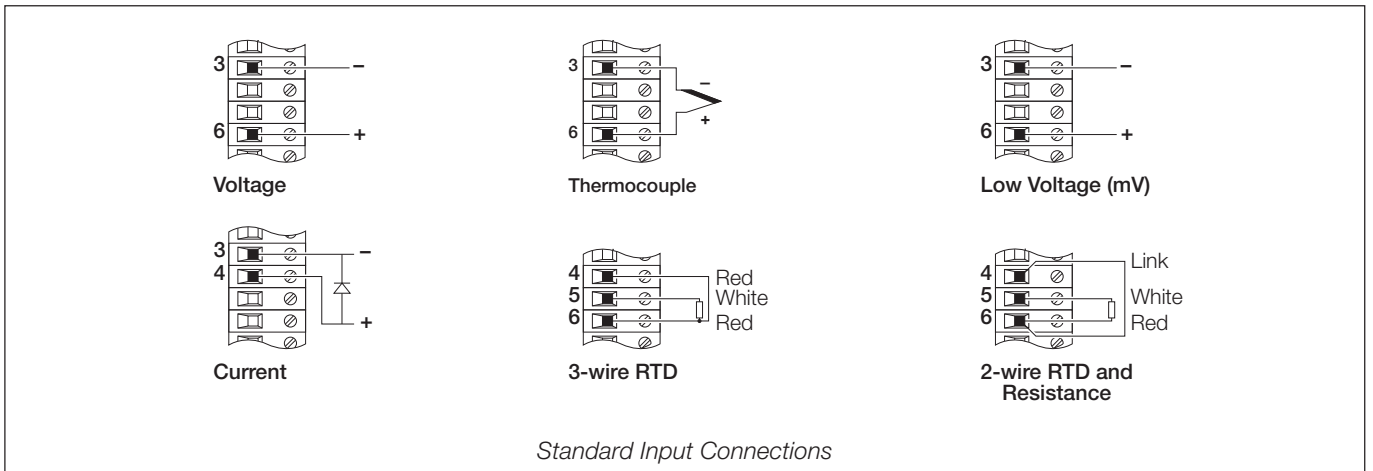 3
–
6
+
Voltage
3
–
+
6
Thermocouple
3
–
6
+
Low Voltage (mV)
3
–
4
+
Current
4
Red
5
White
6
Red
3-wire RTD
4
Link
5
White
6
Red
2-wire RTD and
Resistance
Standard Input Connections